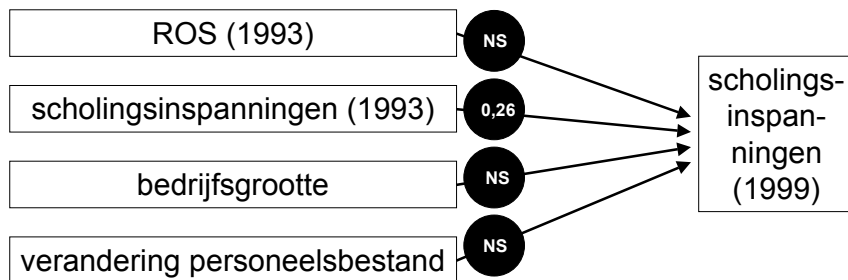 ROS (1993)
NS
scholingsinspanningen (1993)
0,26
bedrijfsgrootte
NS
verandering personeelsbestand
NS
scholings-
inspan-
ningen
(1999)